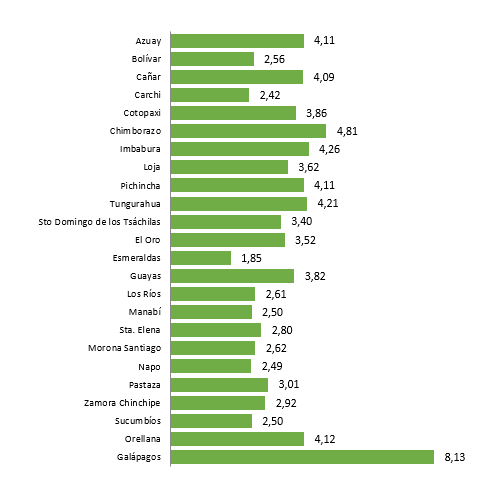 Azuay 4,11
Bolívar 2,56
Cañar 4,09
Carchi 2,42
Cotopaxi 3,86
Chimborazo 4,81
Imbabura 4,26
Loja 3,62
Pichincha 4,11
Tungurahua 4,21
Sto Domingo de los Tsáchilas 3,40
El Oro 3,52
Esmeraldas 1,85
Guayas 3,82
Los Ríos 2,61
Manabí 2,50
Sta. Elena 2,80
Morona Santiago 2,62
Napo 2,49
Pastaza 3,01
Zamora Chinchipe 2,92
Sucumbíos 2,50
Orellana 4,12
Galápagos 8,13